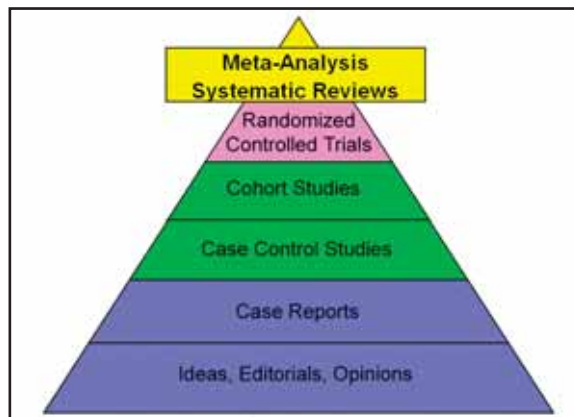 Meta-Analysis
Systematic Reviews
Randomized
Controlled Trials
Cohort Studies
Case Control Studies
Case Reports
Ideas, Editorials, Opinions